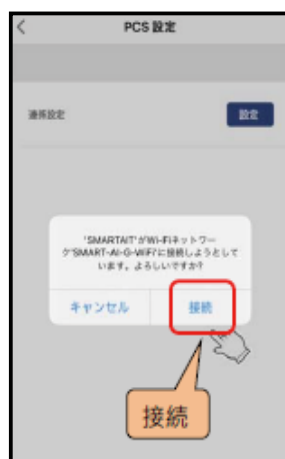 PCS 設定
連携設定
設定
'SMARTAIT'がWi-Fiネットワー
ク'SMART-AI-G-WiFi'に接続しようとして
います。よろしいですか?
キャンセル
接続
接続